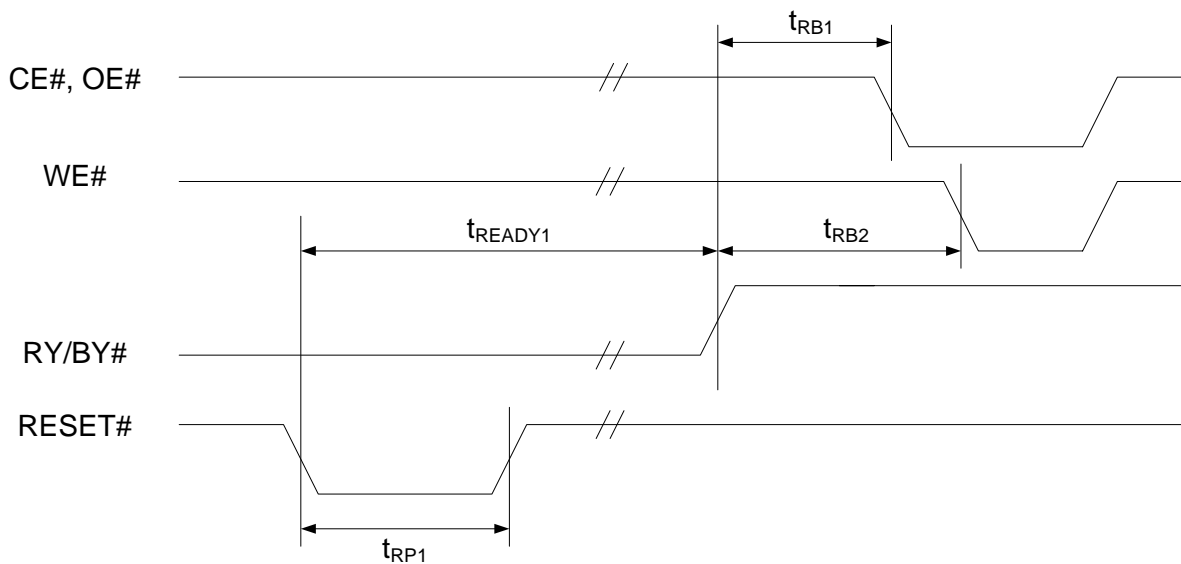 tRB1
CE#, OE#
WE#
tREADY1
tRB2
RY/BY#
RESET#
tRP1